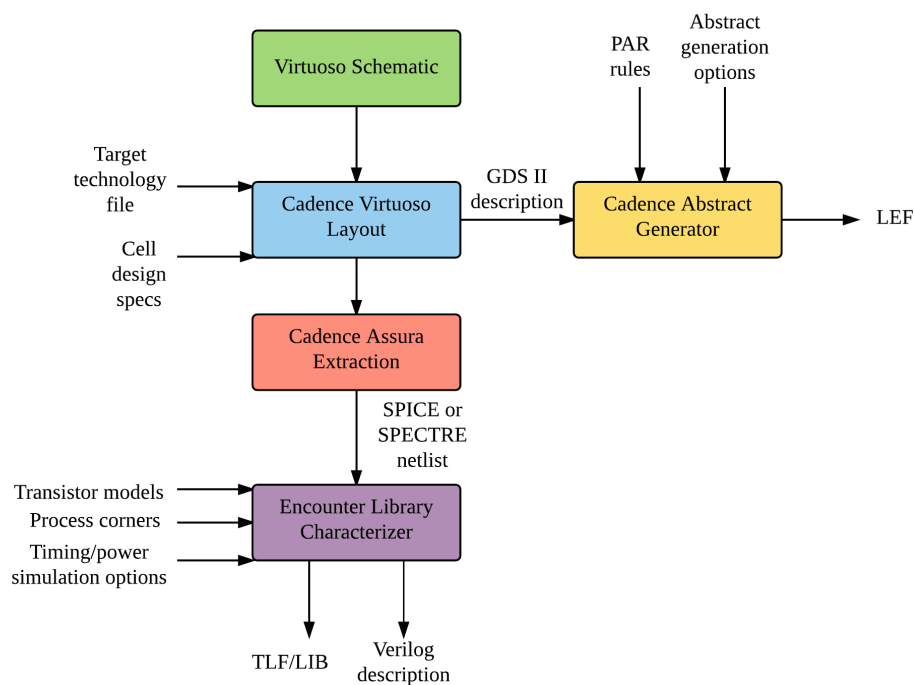 Virtuoso Schematic
PAR
rules
Abstract
generation
options
Target
technology
file
Cadence Virtuoso
Layout
GDS II
description
Cadence Abstract
Generator
LEF
Cell
design
specs
Cadence Assura
Extraction
SPICE or
SPECTRE
netlist
Transistor models
Process corners
Timing/power
simulation options
Encounter Library
Characterizer
TLF/LIB
Verilog
description